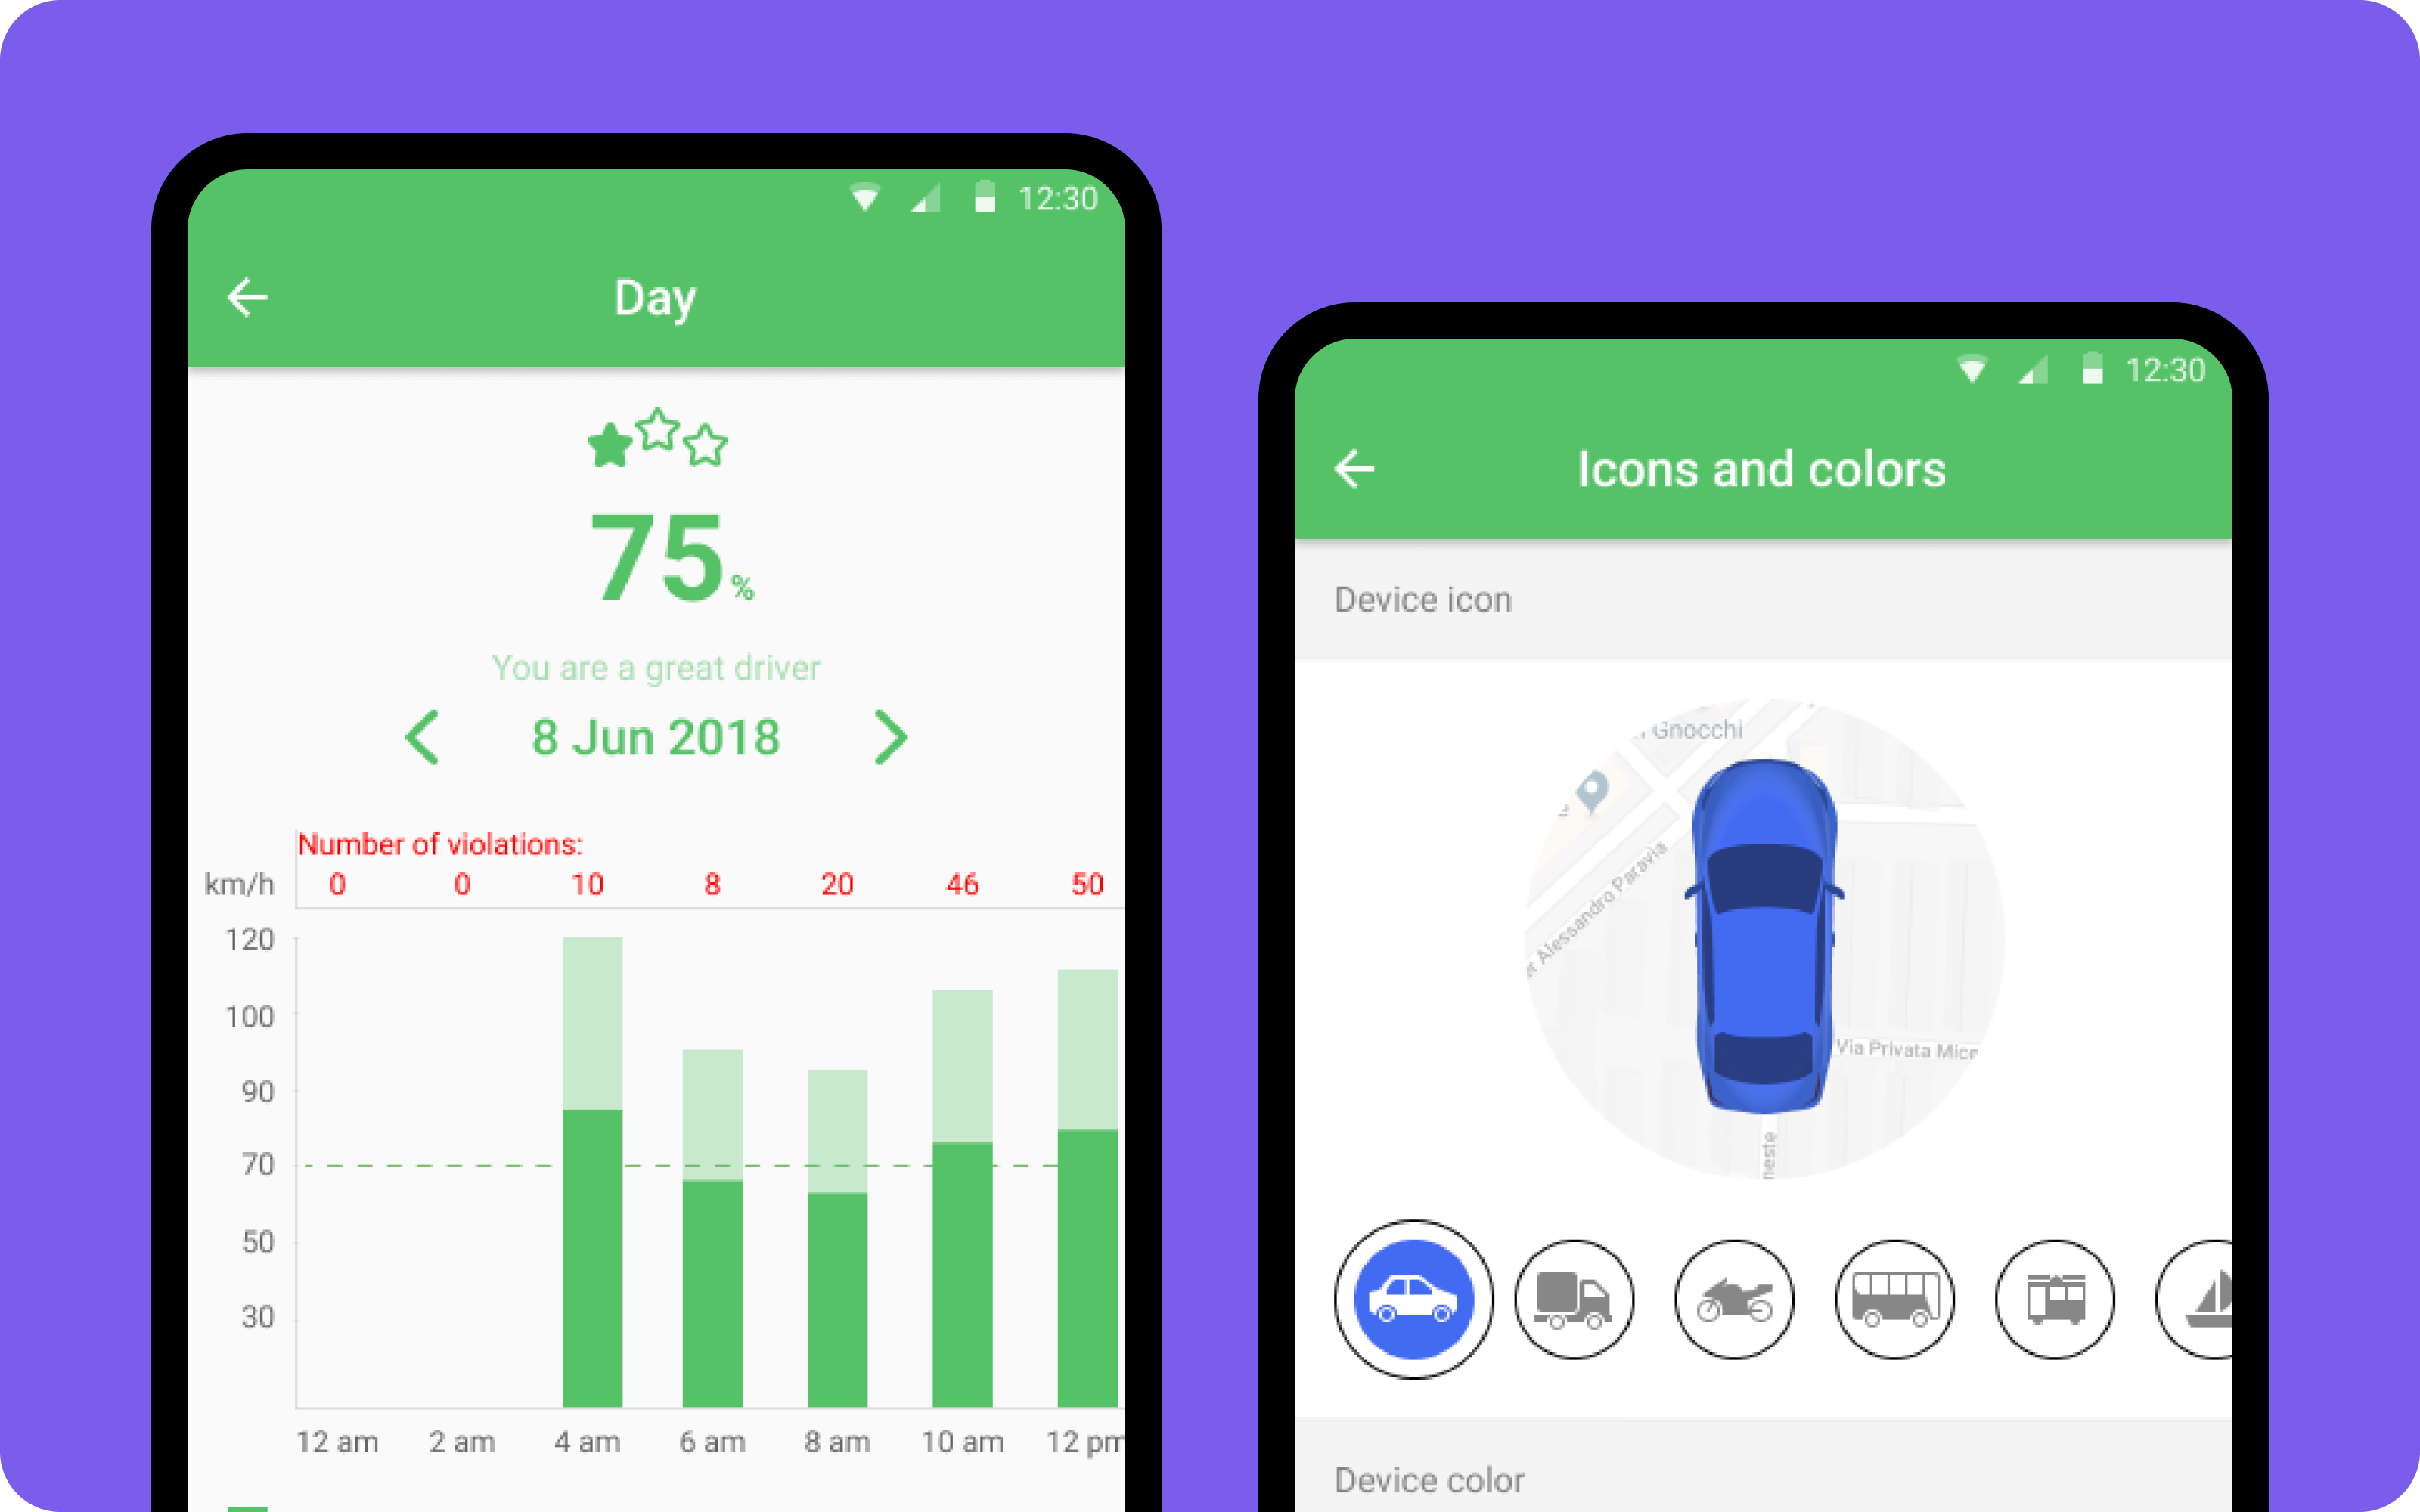 12:30
Day
75%
You are a great driver
8 Jun 2018
Number of violations:
km/h 0 0 10 8 20 46 50
120
100
90
70
50
30
12 am 2 am 4 am 6 am 8 am 10 am 12 pm
12:30
Icons and colors
Device icon
Gnocchi
Alessandro Paravia
Via Privata
neste
Device color